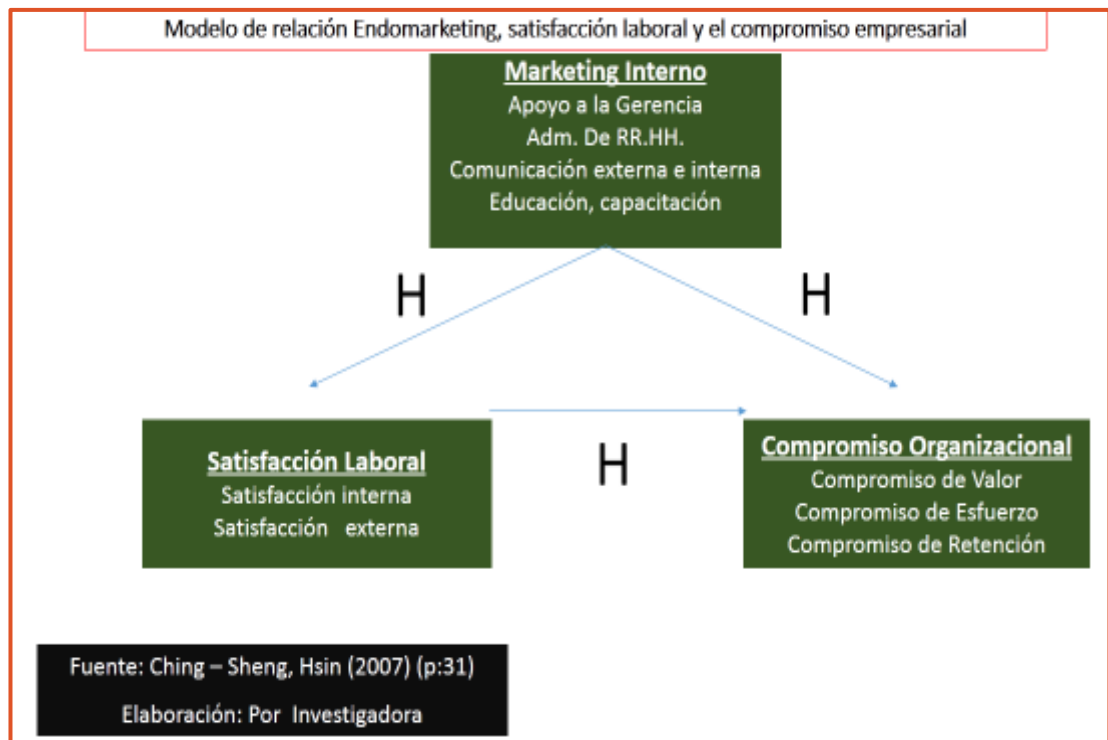 Modelo de relación Endomarketing, satisfacción laboral y el compromiso empresarial
Marketing Interno
Apoyo a la Gerencia
Adm. De RR.HH.
Comunicación externa e interna
Educación, capacitación
H
H
H
Satisfacción Laboral
Satisfacción interna
Satisfacción externa
Compromiso Organizacional
Compromiso de Valor
Compromiso de Esfuerzo
Compromiso de Retención
Fuente: Ching – Sheng, Hsin (2007) (p:31)
Elaboración: Por Investigadora